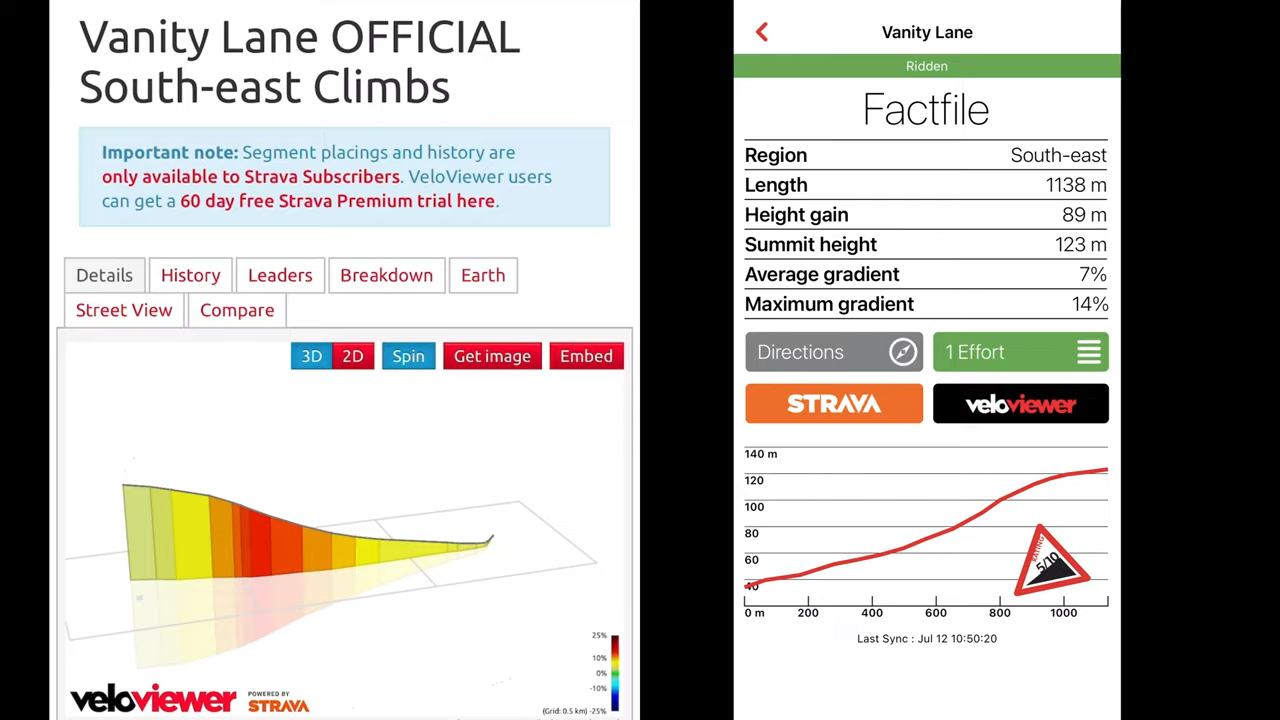 Vanity Lane OFFICIAL
South-east Climbs
Important note: Segment placings and history are
only available to Strava Subscribers. VeloViewer users
can get a 60 day free Strava Premium trial here.
Details
History
Leaders
Breakdown
Earth
Street View
Compare
3D
2D
Spin
Get image
Embed
25%
10%
0%
-10%
(Grid: 0.5 km) -25%
veloviewer
POWERED BY
STRAVA
Vanity Lane
Ridden
Factfile
Region South-east
Length 1138 m
Height gain 89 m
Summit height 123 m
Average gradient 7%
Maximum gradient 14%
Directions
1 Effort
STRAVA
veloviewer
140 m
120
100
80
60
40
RATING
5/10
0 m 200 400 600 800 1000
Last Sync : Jul 12 10:50:20